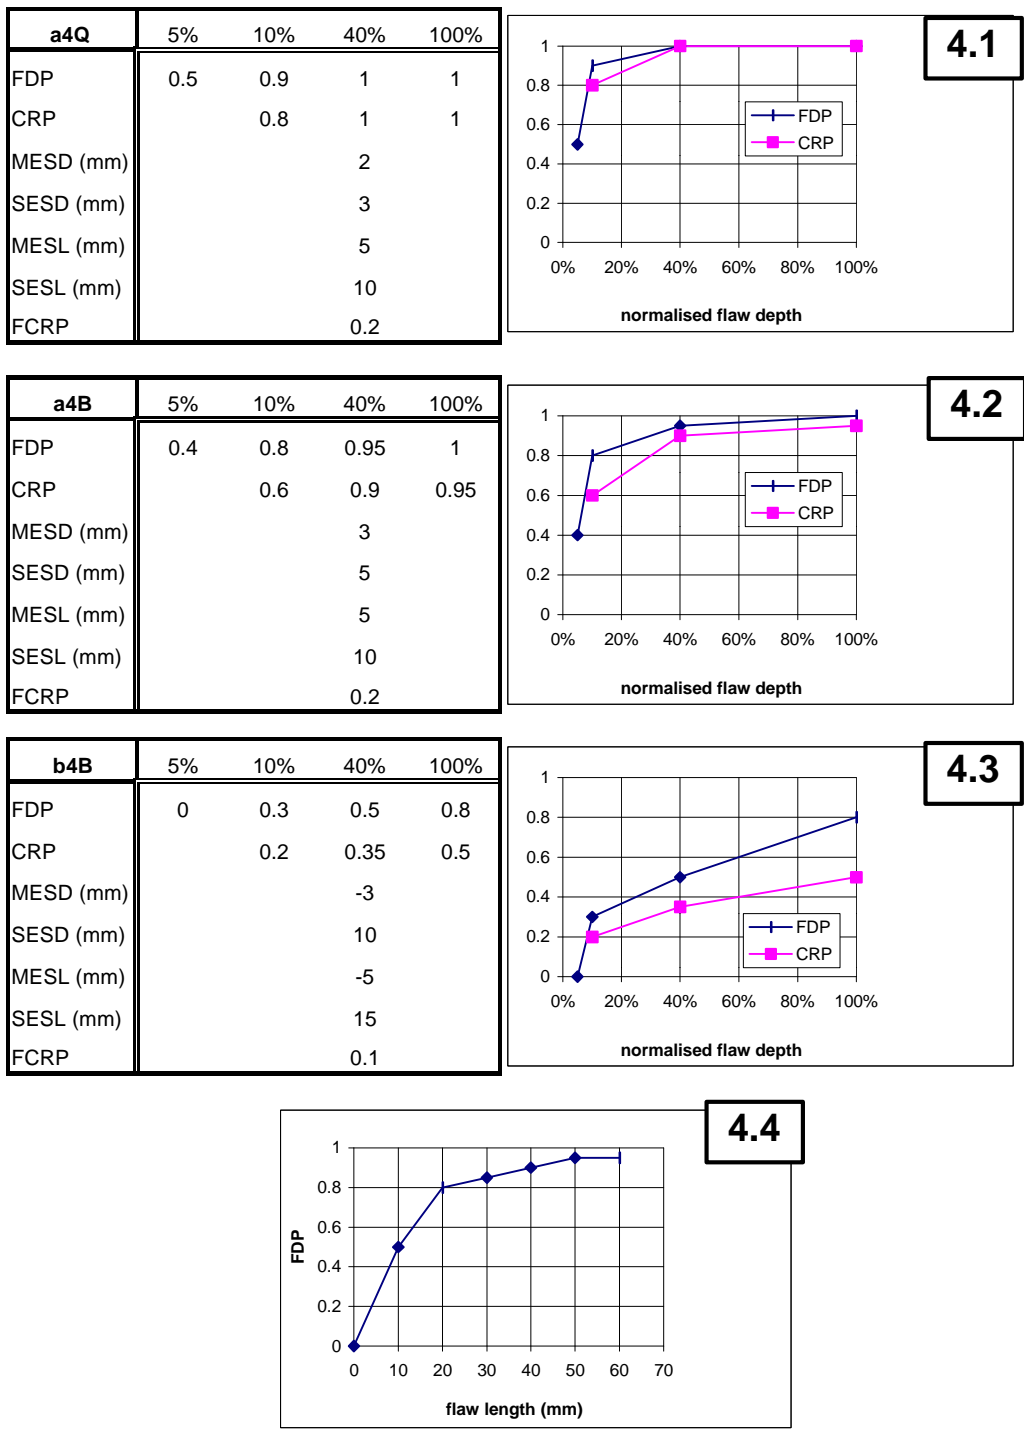 a4Q 5% 10% 40% 100%
FDP 0.5 0.9 1 1
CRP 0.8 1 1
MESD (mm) 2
SESD (mm) 3
MESL (mm) 5
SESL (mm) 10
FCRP 0.2
4.1
1
0.8
0.6
0.4
0.2
0
0% 20% 40% 60% 80% 100%
FDP
CRP
normalised flaw depth
a4B 5% 10% 40% 100%
FDP 0.4 0.8 0.95 1
CRP 0.6 0.9 0.95
MESD (mm) 3
SESD (mm) 5
MESL (mm) 5
SESL (mm) 10
FCRP 0.2
4.2
1
0.8
0.6
0.4
0.2
0
0% 20% 40% 60% 80% 100%
FDP
CRP
normalised flaw depth
b4B 5% 10% 40% 100%
FDP 0 0.3 0.5 0.8
CRP 0.2 0.35 0.5
MESD (mm) -3
SESD (mm) 10
MESL (mm) -5
SESL (mm) 15
FCRP 0.1
4.3
1
0.8
0.6
0.4
0.2
0
0% 20% 40% 60% 80% 100%
FDP
CRP
normalised flaw depth
4.4
1
0.8
0.6
0.4
0.2
0
FDP
0 10 20 30 40 50 60 70
flaw length (mm)